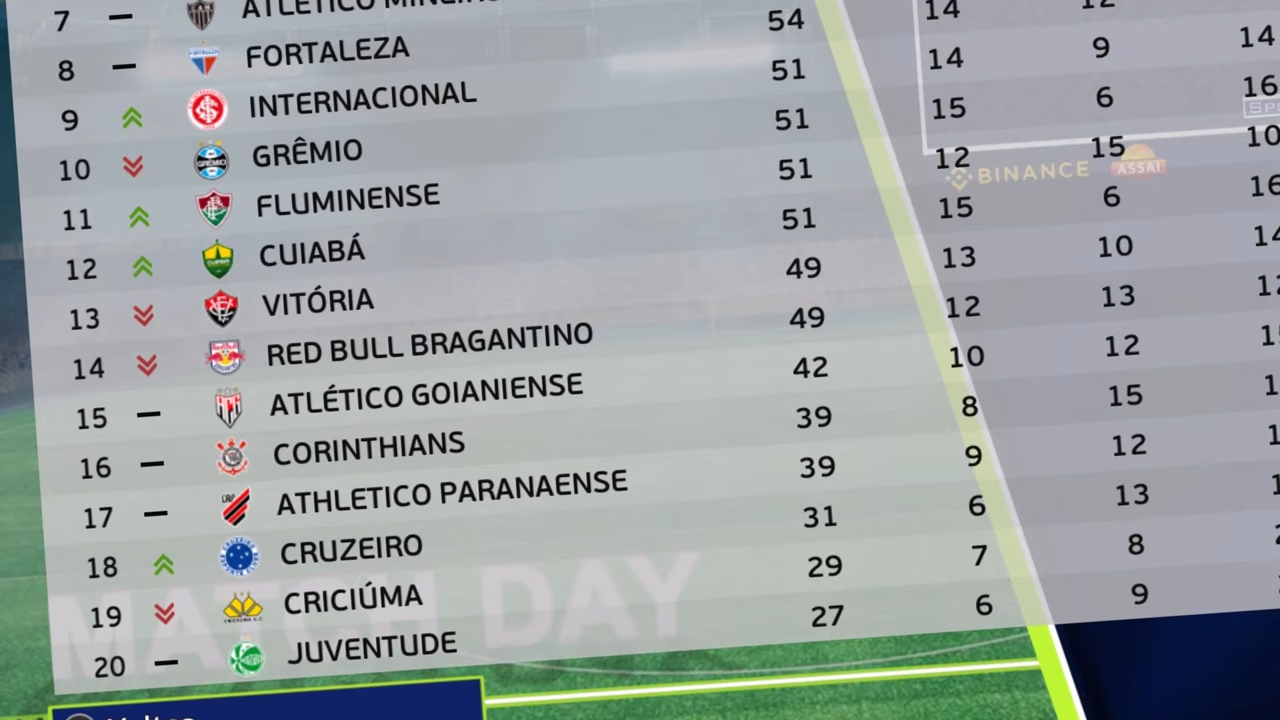 7 ATLÉTICO MINEIRO
8 FORTALEZA 54 14 12
9 INTERNACIONAL 51 14 9 14
10 GRÊMIO 51 15 6 16
11 FLUMINENSE 51 12 15 10
12 CUIABÁ 51 15 6 16
13 VITÓRIA 49 13 10 14
14 RED BULL BRAGANTINO 49 12 13 12
15 ATLÉTICO GOIANIENSE 42 10 12
16 CORINTHIANS 39 8 15
17 ATHLETICO PARANAENSE 39 9 12
18 CRUZEIRO 31 6 13
19 CRICIÚMA 29 7 8
20 JUVENTUDE 27 6 9
BINANCE ASSAÍ
MATCH DAY